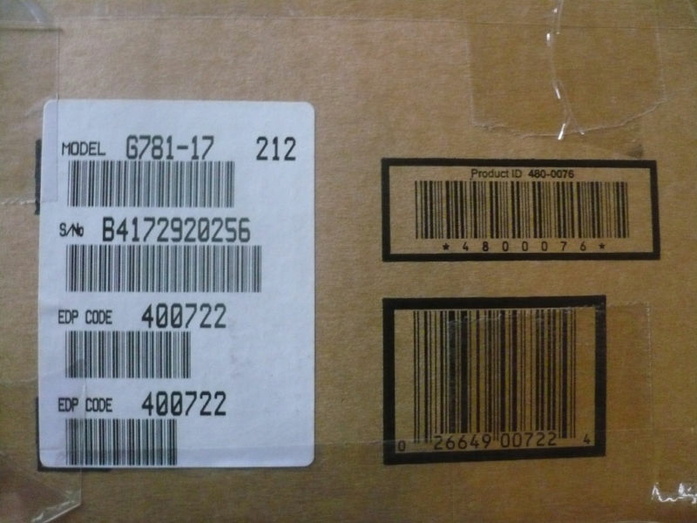 MODEL G781-17 212
S/No B4172920256
EDP CODE 400722
EDP CODE 400722
Product ID 480-0076
*4800076*
0 26649 00722 4